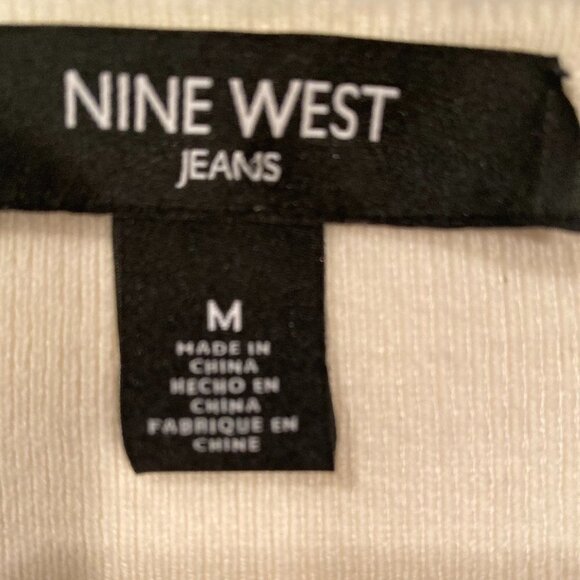 NINE WEST
JEANS
M
MADE IN
CHINA
HECHO EN
CHINA
FABRIQUE EN
CHINE